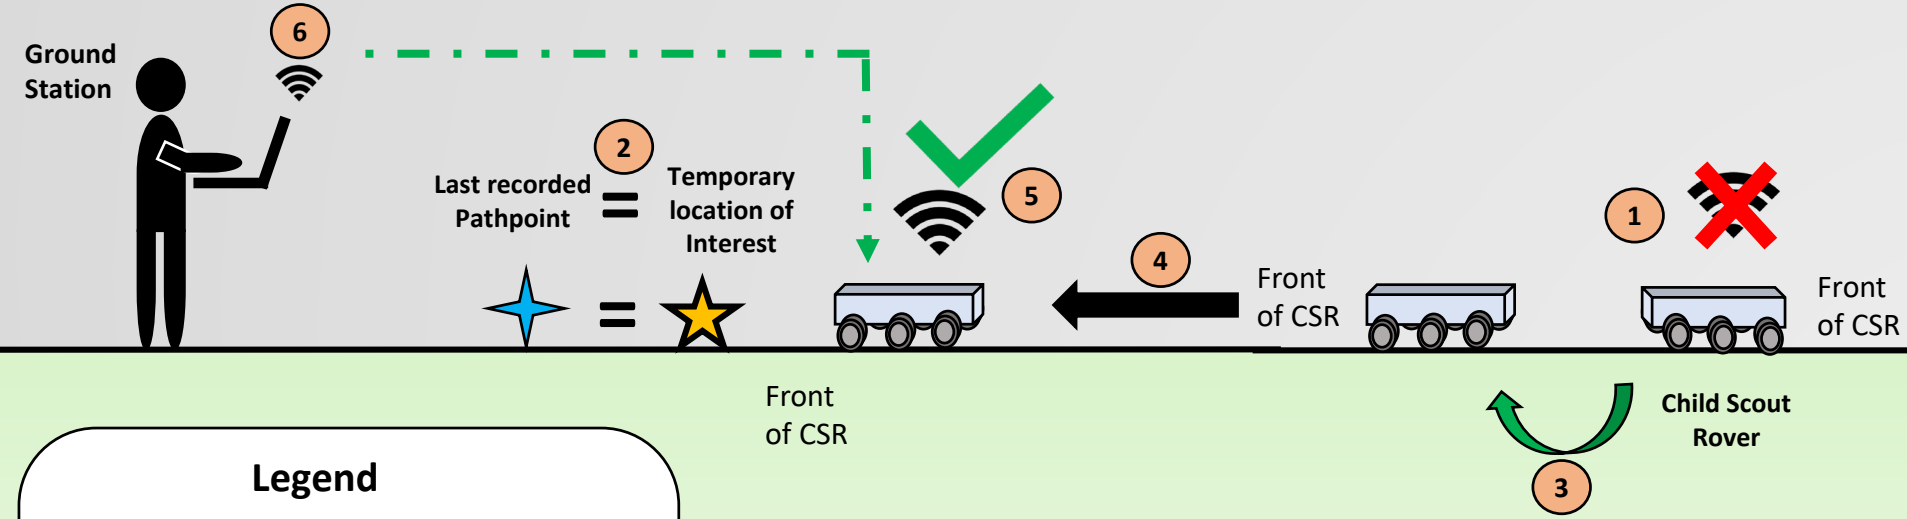 6
Ground
Station
2
Last recorded
Pathpoint
=
Temporary
location of
Interest
=
5
1
4
Front
of CSR
Front
of CSR
Front
of CSR
Child Scout
Rover
3
Legend